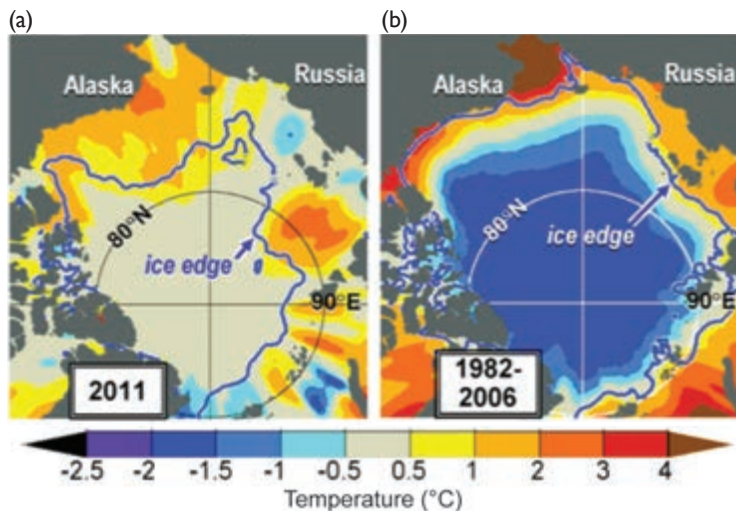 (a)
(b)
Alaska
Russia
80°N
ice edge
90°E
2011
Alaska
Russia
80°N
ice edge
90°E
1982-
2006
-2.5 -2 -1.5 -1 -0.5 0.5 1 2 3 4
Temperature (°C)